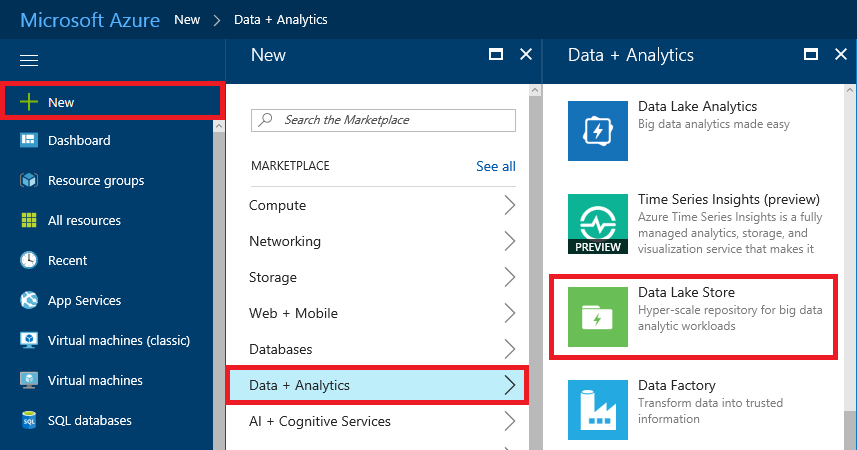 Microsoft Azure New > Data + Analytics
New
Dashboard
Resource groups
All resources
Recent
App Services
Virtual machines (classic)
Virtual machines
SQL databases
New
Search the Marketplace
MARKETPLACE See all
Compute
Networking
Storage
Web + Mobile
Databases
Data + Analytics
AI + Cognitive Services
Data + Analytics
Data Lake Analytics
Big data analytics made easy
Time Series Insights (preview)
Azure Time Series Insights is a fully
managed analytics, storage, and
visualization service that makes it
PREVIEW
Data Lake Store
Hyper-scale repository for big data
analytic workloads
Data Factory
Transform data into trusted
information